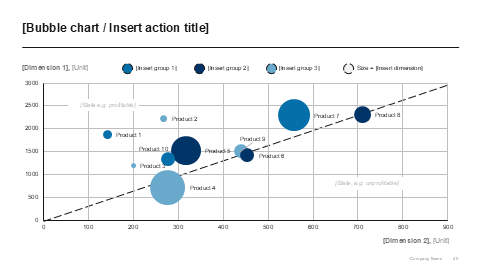 [Bubble chart / Insert action title]
[Dimension 1], [Unit]
[Insert group 1]
[Insert group 2]
[Insert group 3]
Size = [Insert dimension]
3000
2500
2000
1500
1000
500
0
[Slide e.g. profitable]
Product 2
Product 1
Product 10
Product 3
Product 5
Product 4
Product 9
Product 6
Product 7
Product 8
[Slide, e.g. unprofitable]
0
100
200
300
400
500
600
700
800
900
[Dimension 2], [Unit]
Company Name